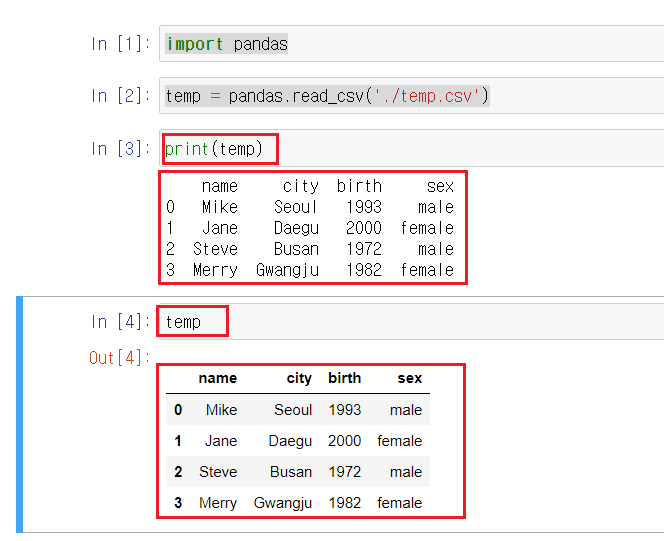 In [1]: import pandas
In [2]: temp = pandas.read_csv('./temp.csv')
In [3]: print(temp)
name city birth sex
0 Mike Seoul 1993 male
1 Jane Daegu 2000 female
2 Steve Busan 1972 male
3 Merry Gwangju 1982 female
In [4]: temp
Out[4]:
name city birth sex
0 Mike Seoul 1993 male
1 Jane Daegu 2000 female
2 Steve Busan 1972 male
3 Merry Gwangju 1982 female